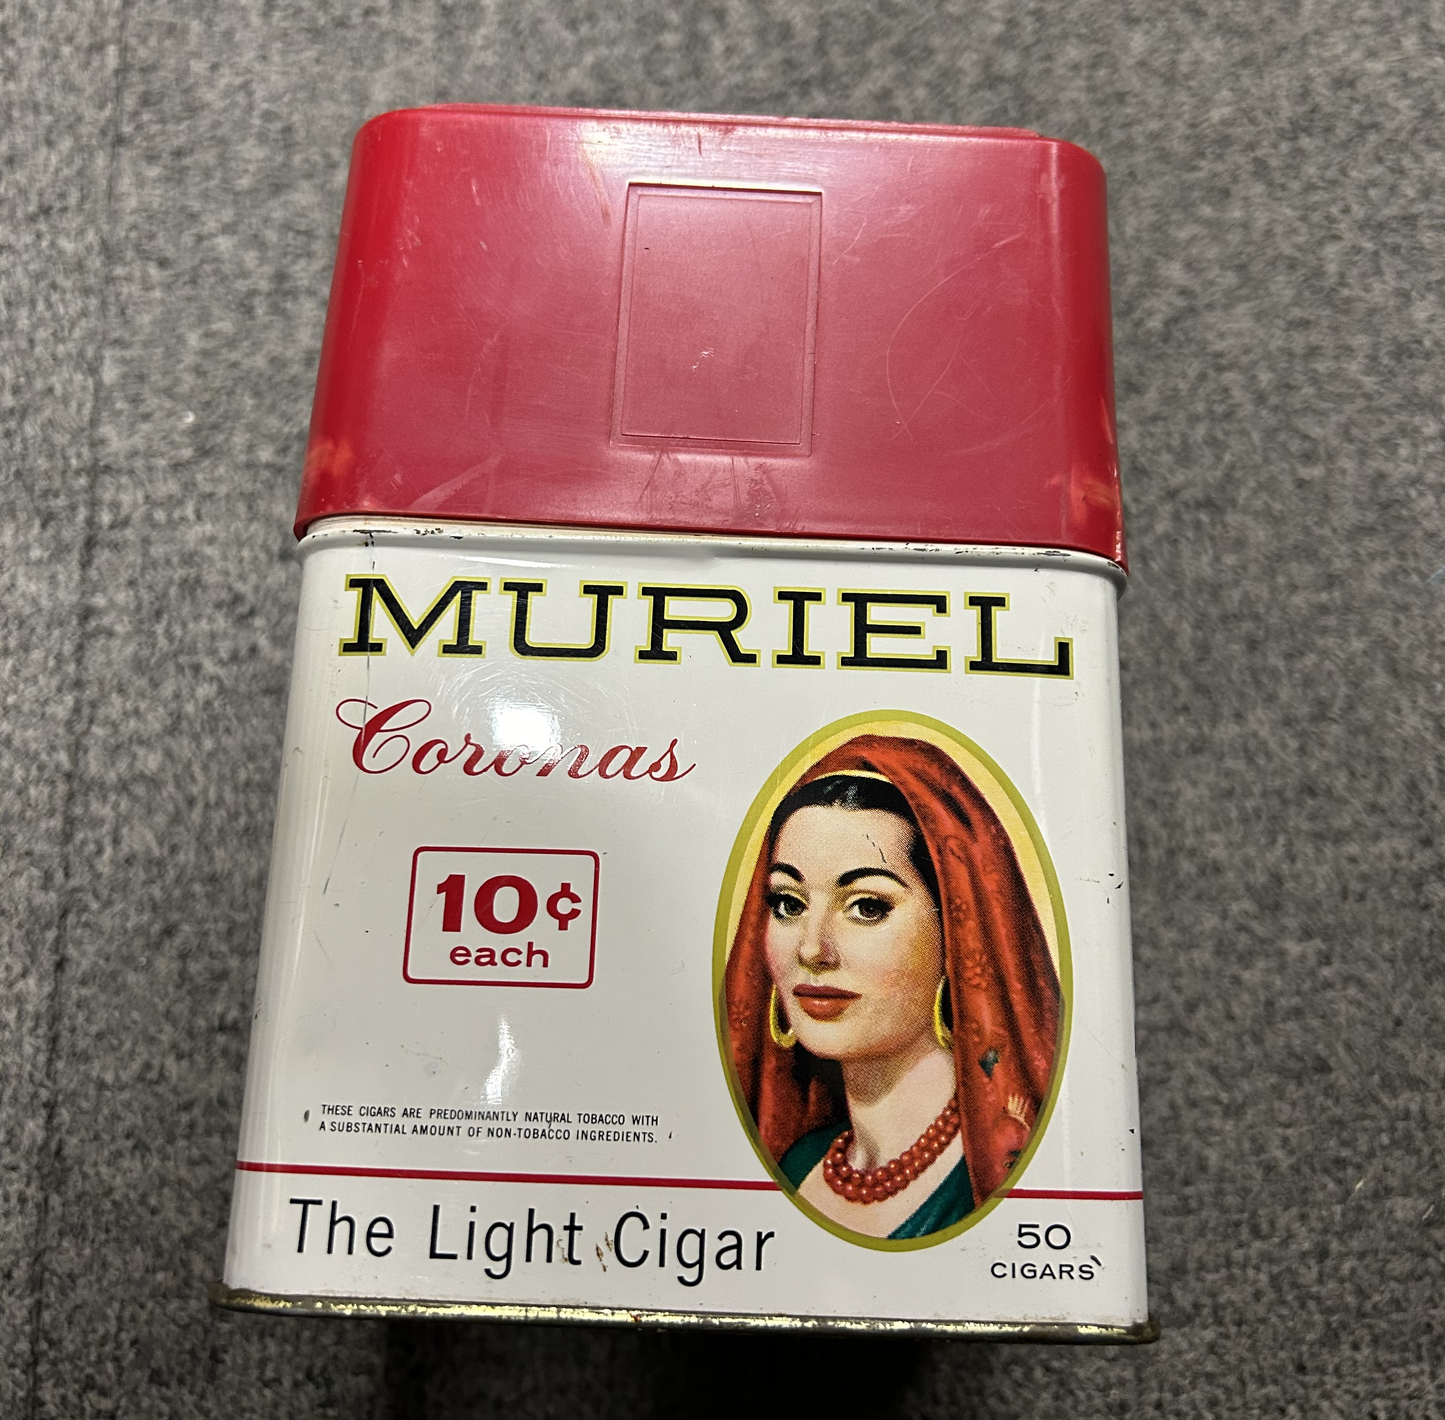 MURIEL
Coronas
10¢
each
THESE CIGARS ARE PREDOMINANTLY NATURAL TOBACCO WITH
A SUBSTANTIAL AMOUNT OF NON-TOBACCO INGREDIENTS.
The Light Cigar
50
CIGARS